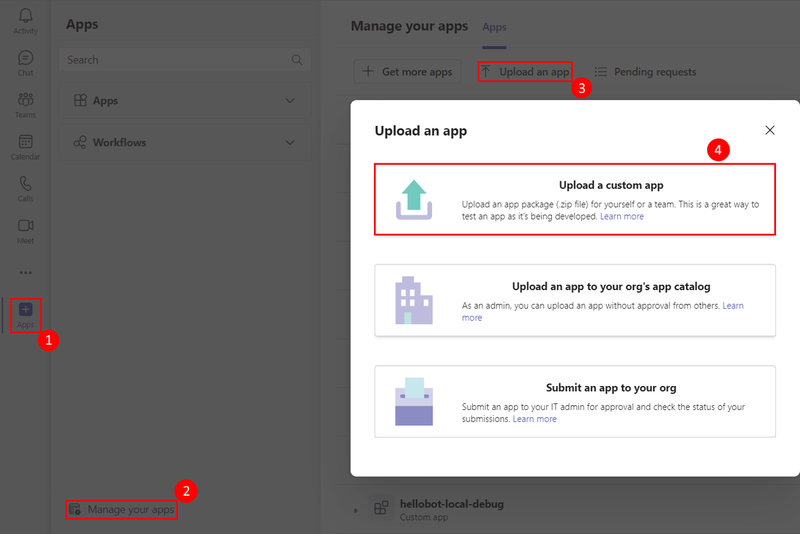 Activity
Chat
Teams
Calendar
Calls
Meet
Apps
1
Apps
Search
Apps
Workflows
2
Manage your apps
Manage your apps Apps
Get more apps Upload an app Pending requests
3
Upload an app
4
Upload a custom app
Upload an app package (.zip file) for yourself or a team. This is a great way to
test an app as it's being developed. Learn more
Upload an app to your org's app catalog
As an admin, you can upload an app without approval from others. Learn
more
Submit an app to your org
Submit an app to your IT admin for approval and check the status of your
submissions. Learn more
hellobot-local-debug
Custom app